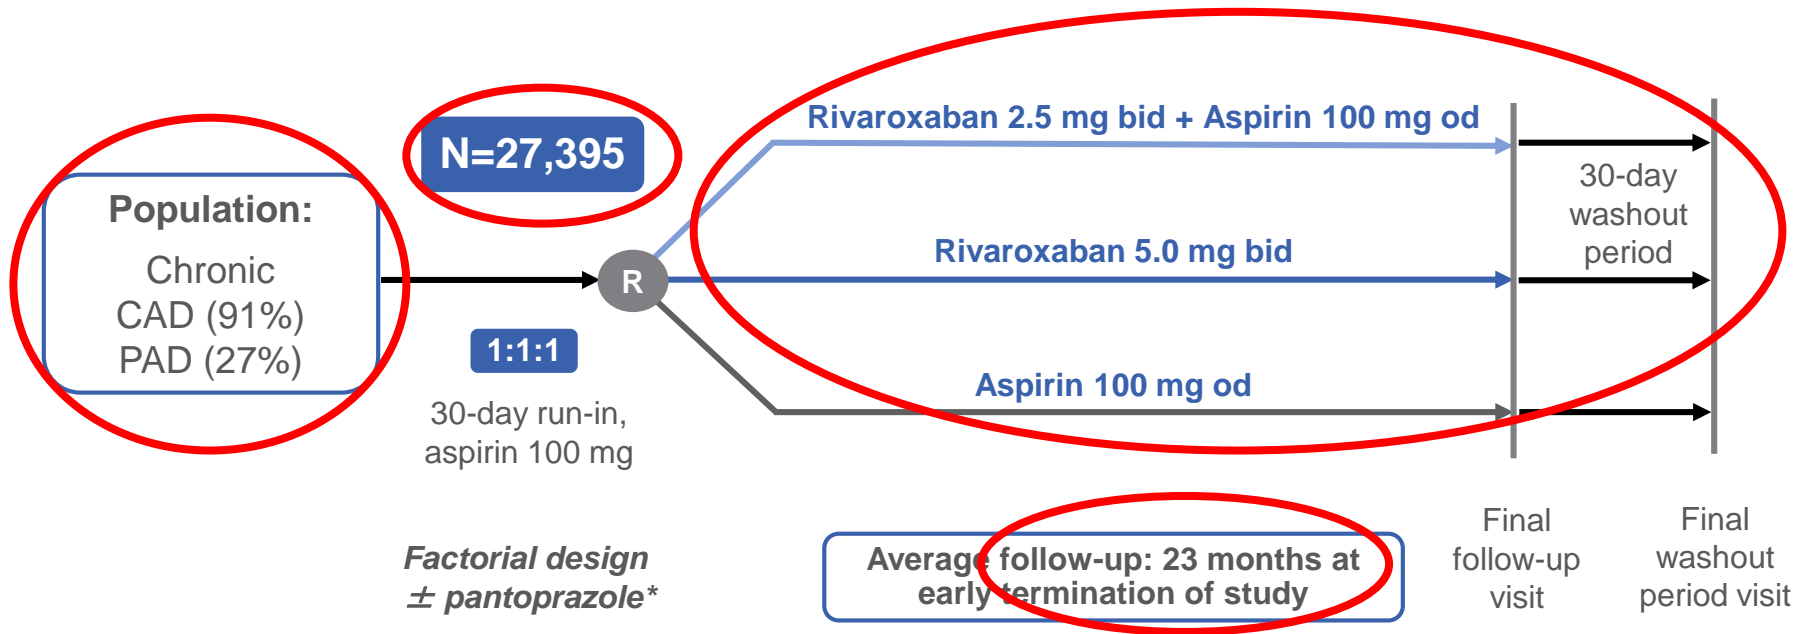 Population:
Chronic
CAD (91%)
PAD (27%)
N=27,395
1:1:1
30-day run-in,
aspirin 100 mg
Factorial design
± pantoprazole*
R
Rivaroxaban 2.5 mg bid + Aspirin 100 mg od
Rivaroxaban 5.0 mg bid
Aspirin 100 mg od
30-day
washout
period
Average follow-up: 23 months at
early termination of study
Final
follow-up
visit
Final
washout
period visit